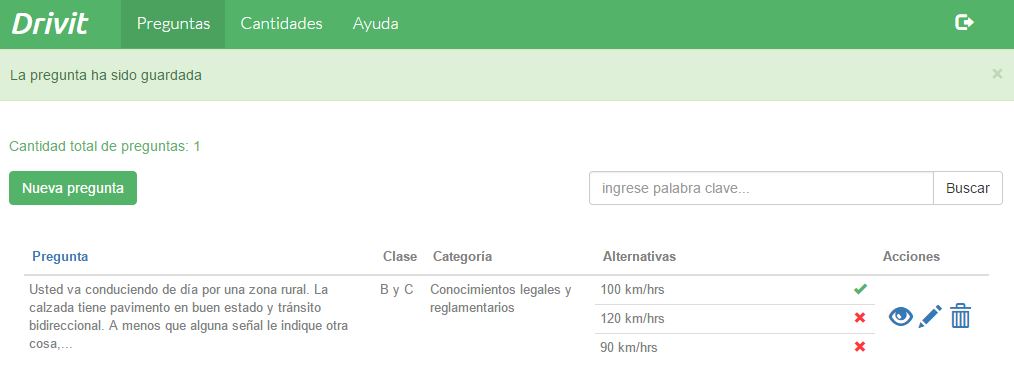 Drivit Preguntas Cantidades Ayuda
La pregunta ha sido guardada ×
Cantidad total de preguntas: 1
Nueva pregunta ingrese palabra clave... Buscar
Pregunta Clase Categoría Alternativas Acciones
Usted va conduciendo de día por una zona rural. La
calzada tiene pavimento en buen estado y tránsito
bidireccional. A menos que alguna señal le indique otra
cosa,...
B y C
Conocimientos legales y
reglamentarios
100 km/hrs
120 km/hrs
90 km/hrs